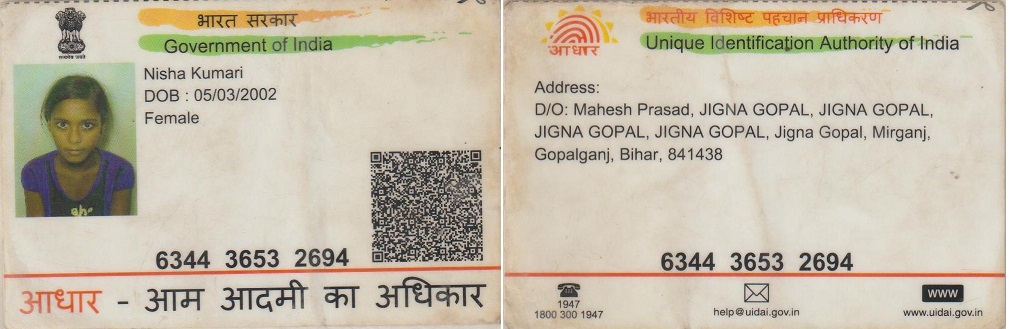 भारत सरकार
Government of India
Nisha Kumari
DOB : 05/03/2002
Female
6344 3653 2694
आधार - आम आदमी का अधिकार
आधार
भारतीय विशिष्ट पहचान प्राधिकरण
Unique Identification Authority of India
Address:
D/O: Mahesh Prasad, JIGNA GOPAL, JIGNA GOPAL,
JIGNA GOPAL, JIGNA GOPAL, Jigna Gopal, Mirganj,
Gopalganj, Bihar, 841438
6344 3653 2694
1947
1800 300 1947
help@uidai.gov.in
www
www.uidai.gov.in